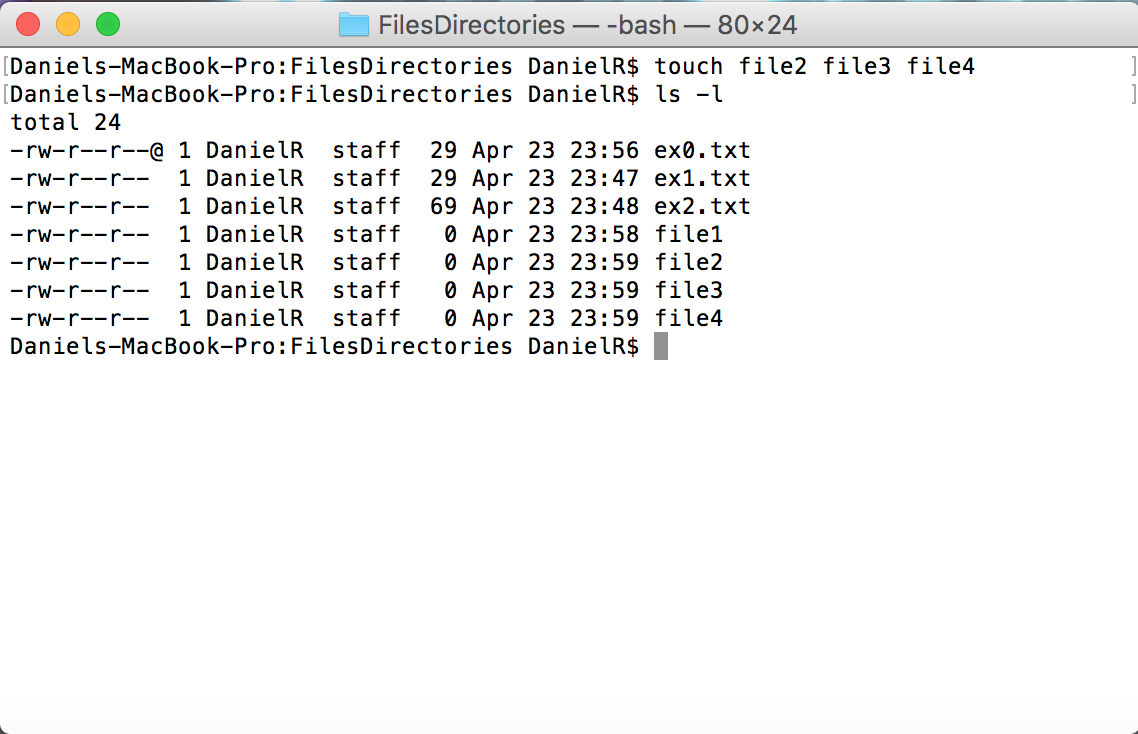 FilesDirectories — -bash — 80×24
[Daniels-MacBook-Pro:FilesDirectories DanielR$ touch file2 file3 file4 ]
[Daniels-MacBook-Pro:FilesDirectories DanielR$ ls -l ]
total 24
-rw-r--r--@ 1 DanielR  staff  29 Apr 23 23:56 ex0.txt
-rw-r--r--  1 DanielR  staff  29 Apr 23 23:47 ex1.txt
-rw-r--r--  1 DanielR  staff  69 Apr 23 23:48 ex2.txt
-rw-r--r--  1 DanielR  staff   0 Apr 23 23:58 file1
-rw-r--r--  1 DanielR  staff   0 Apr 23 23:59 file2
-rw-r--r--  1 DanielR  staff   0 Apr 23 23:59 file3
-rw-r--r--  1 DanielR  staff   0 Apr 23 23:59 file4
Daniels-MacBook-Pro:FilesDirectories DanielR$